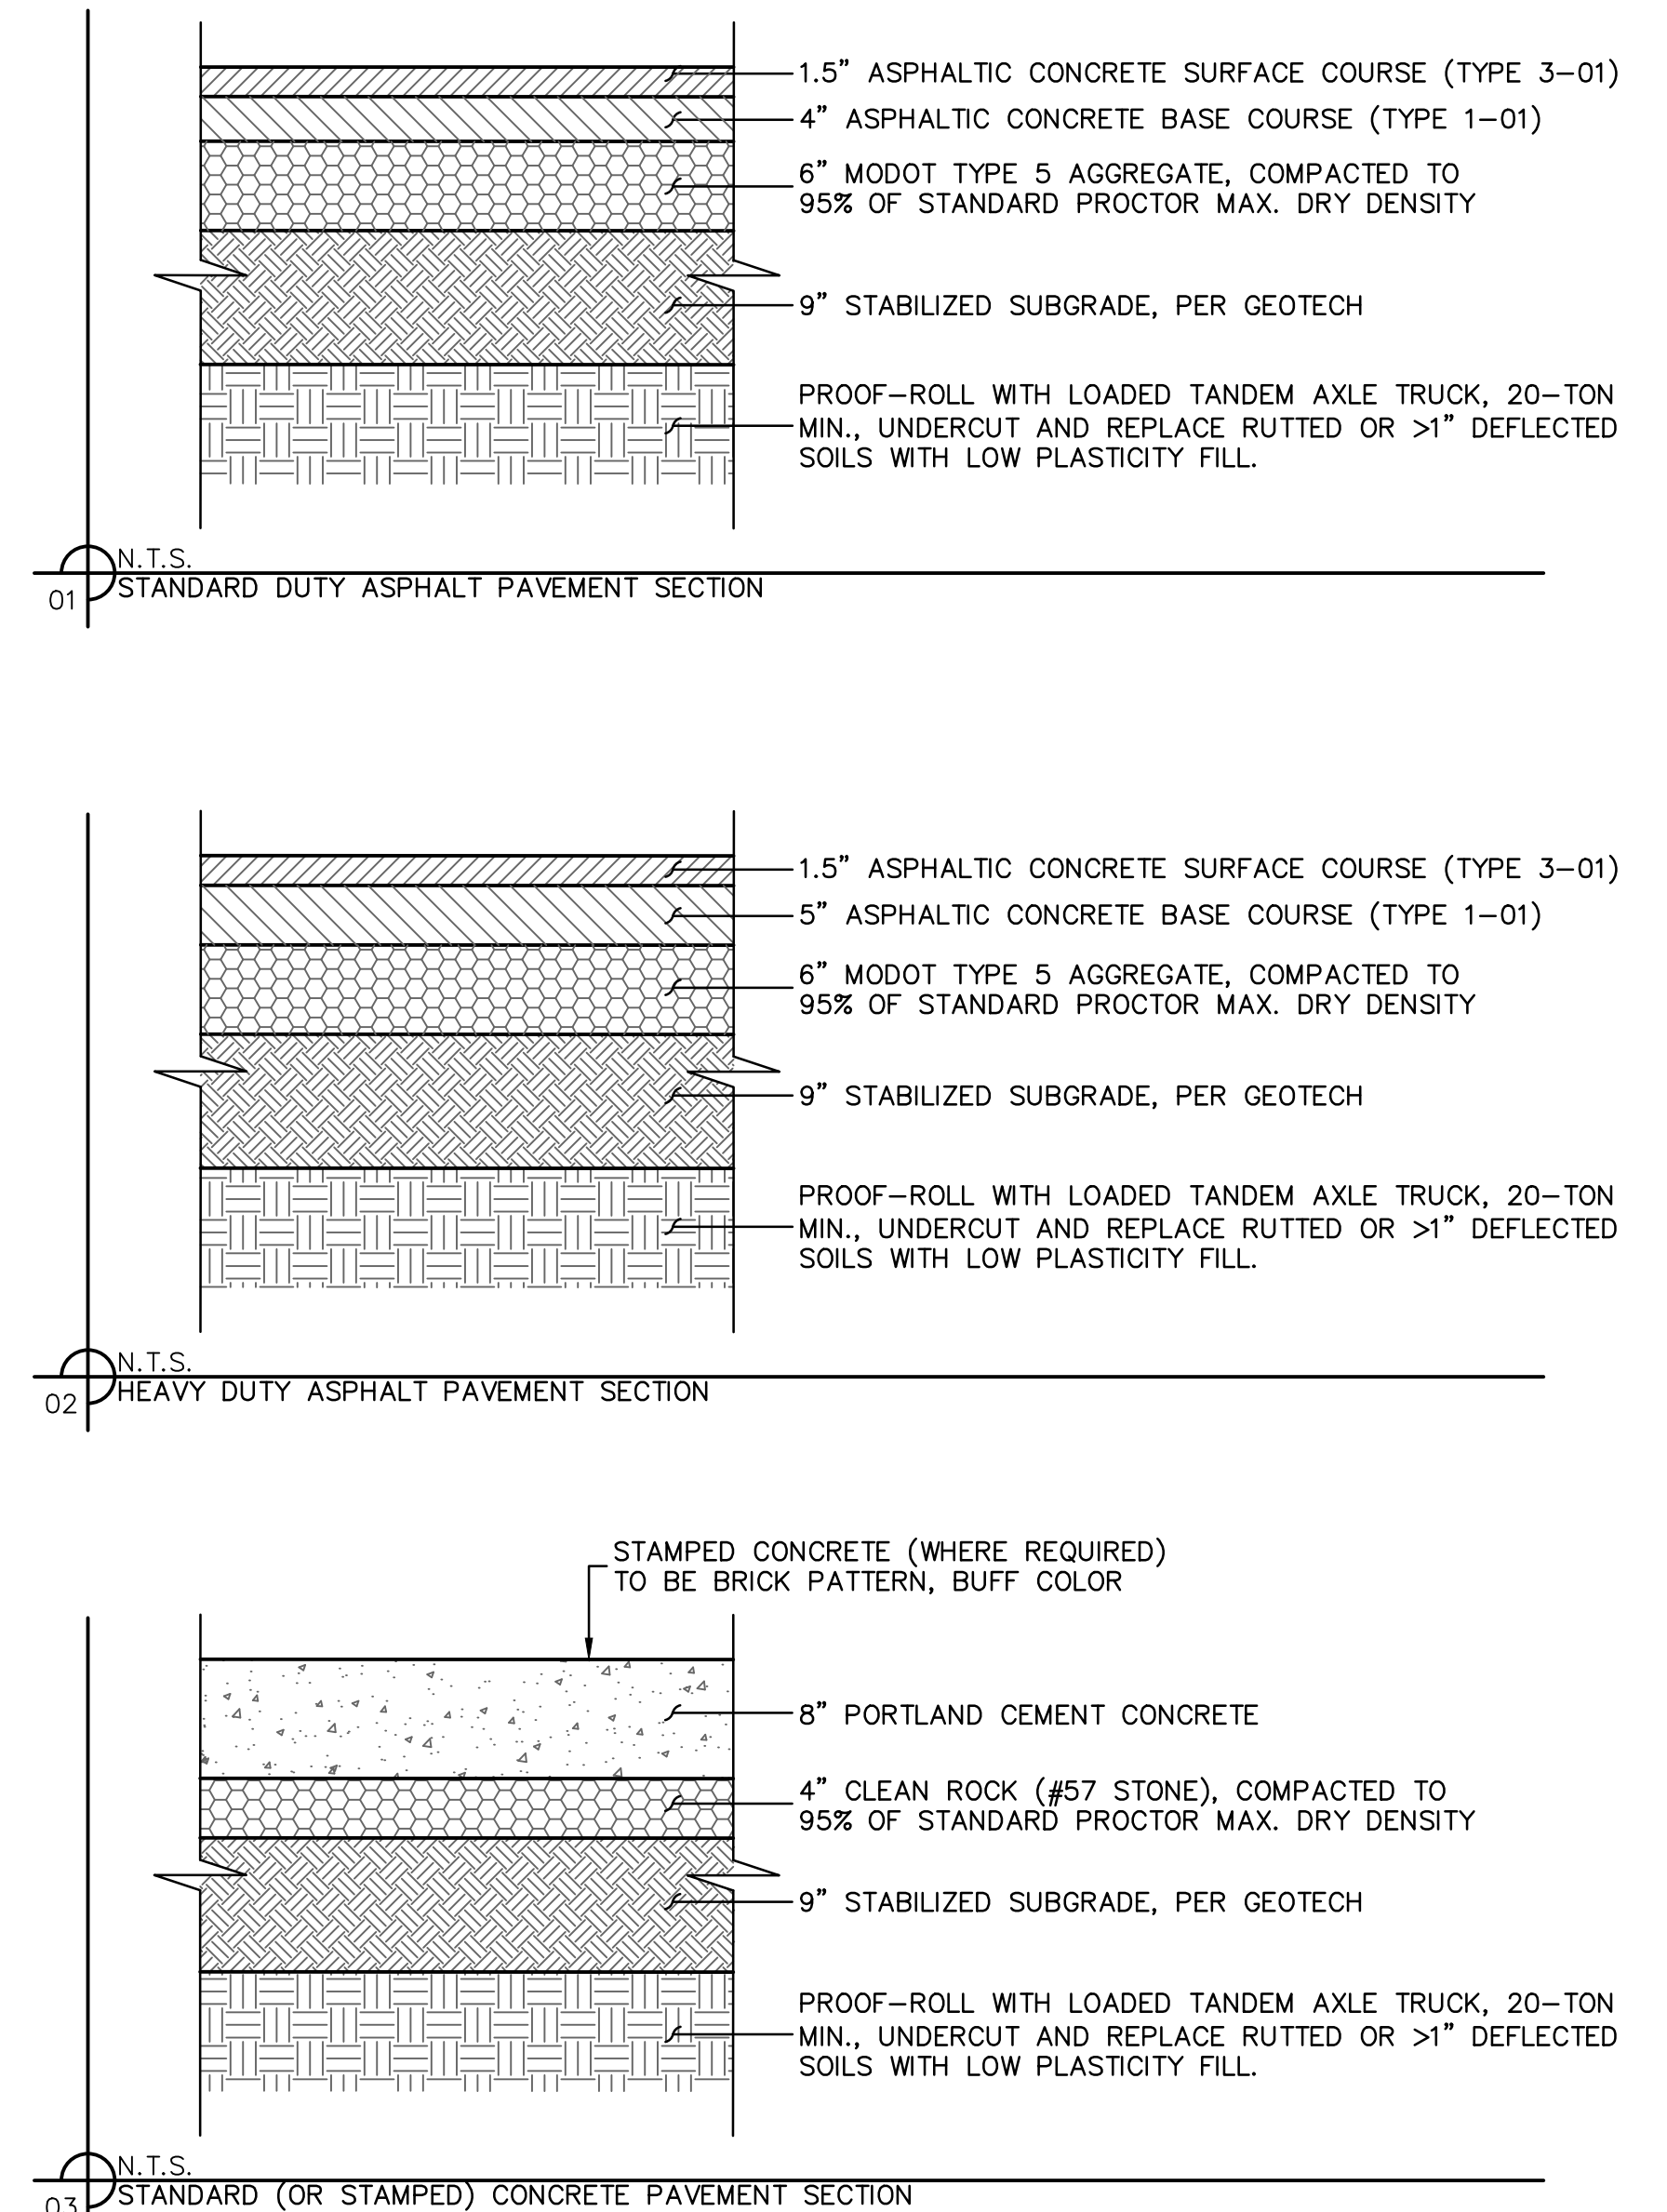 1.5” ASPHALTIC CONCRETE SURFACE COURSE (TYPE 3-01)
4” ASPHALTIC CONCRETE BASE COURSE (TYPE 1-01)
6” MODOT TYPE 5 AGGREGATE, COMPACTED TO
95% OF STANDARD PROCTOR MAX. DRY DENSITY
9” STABILIZED SUBGRADE, PER GEOTECH
PROOF-ROLL WITH LOADED TANDEM AXLE TRUCK, 20-TON
MIN., UNDERCUT AND REPLACE RUTTED OR >1” DEFLECTED
SOILS WITH LOW PLASTICITY FILL.
N.T.S.
01 STANDARD DUTY ASPHALT PAVEMENT SECTION
1.5” ASPHALTIC CONCRETE SURFACE COURSE (TYPE 3-01)
5” ASPHALTIC CONCRETE BASE COURSE (TYPE 1-01)
6” MODOT TYPE 5 AGGREGATE, COMPACTED TO
95% OF STANDARD PROCTOR MAX. DRY DENSITY
9” STABILIZED SUBGRADE, PER GEOTECH
PROOF-ROLL WITH LOADED TANDEM AXLE TRUCK, 20-TON
MIN., UNDERCUT AND REPLACE RUTTED OR >1” DEFLECTED
SOILS WITH LOW PLASTICITY FILL.
N.T.S.
02 HEAVY DUTY ASPHALT PAVEMENT SECTION
STAMPED CONCRETE (WHERE REQUIRED)
TO BE BRICK PATTERN, BUFF COLOR
8” PORTLAND CEMENT CONCRETE
4” CLEAN ROCK (#57 STONE), COMPACTED TO
95% OF STANDARD PROCTOR MAX. DRY DENSITY
9” STABILIZED SUBGRADE, PER GEOTECH
PROOF-ROLL WITH LOADED TANDEM AXLE TRUCK, 20-TON
MIN., UNDERCUT AND REPLACE RUTTED OR >1” DEFLECTED
SOILS WITH LOW PLASTICITY FILL.
N.T.S.
03 STANDARD (OR STAMPED) CONCRETE PAVEMENT SECTION